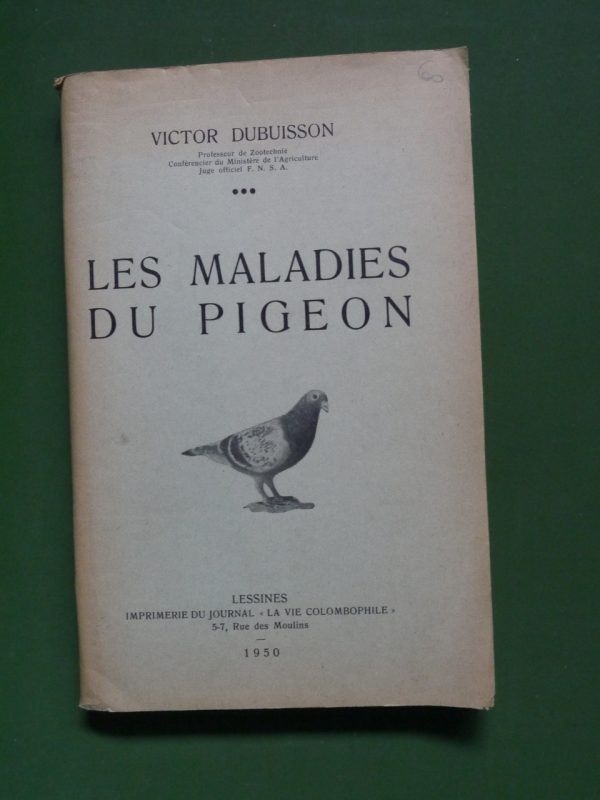 60
VICTOR DUBUISSON
Professeur de Zootechnie
Conférencier du Ministère de l'Agriculture
Juge officiel F. N. S. A.
LES MALADIES
DU PIGEON
LESSINES
IMPRIMERIE DU JOURNAL « LA VIE COLOMBOPHILE »
5-7, Rue des Moulins
1950